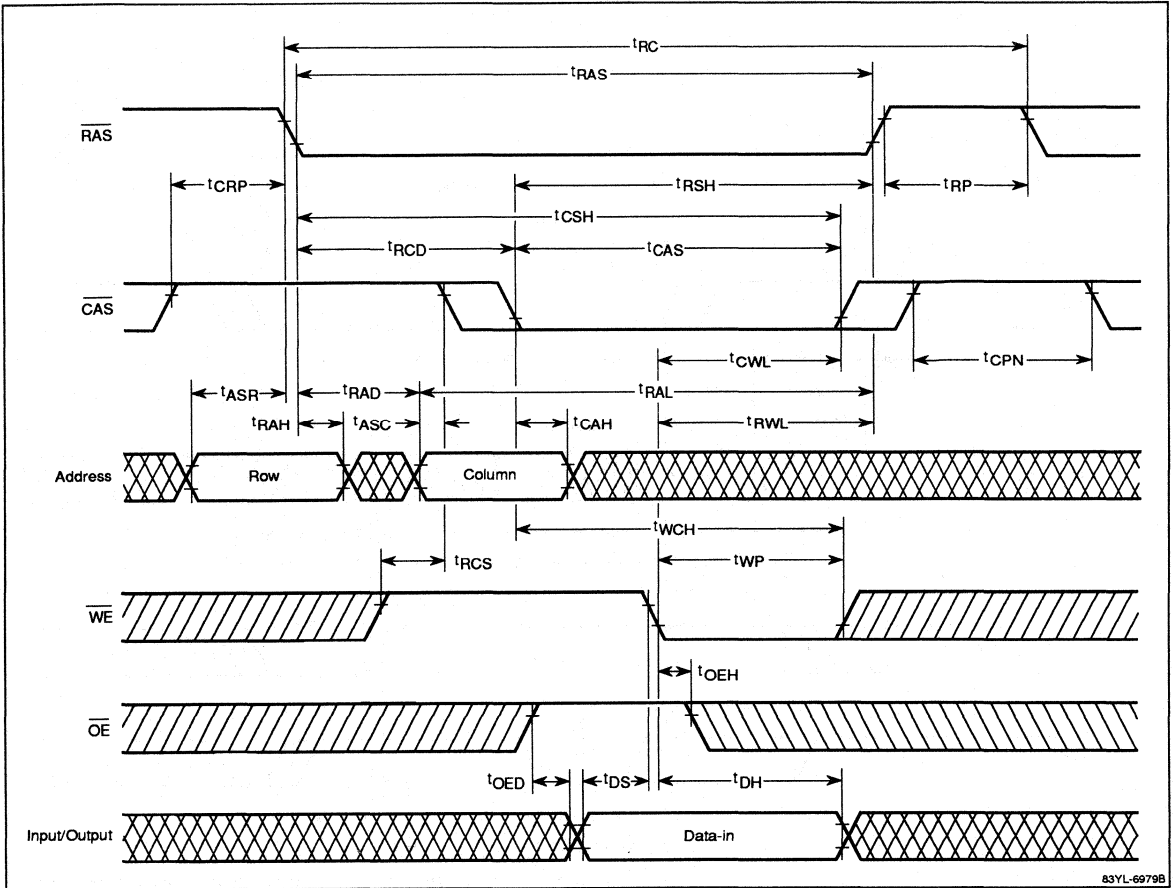 tRC
tRAS
RAS
tCRP
tRSH
tRP
tCSH
tRCD
tCAS
CAS
tCWL
tCPN
tASR
tRAD
tRAL
tRAH
tASC
tCAH
tRWL
Address
Row
Column
tWCH
tRCS
tWP
WE
tOEH
OE
tOED
tDS
tDH
Input/Output
Data-in
83YL-6979B